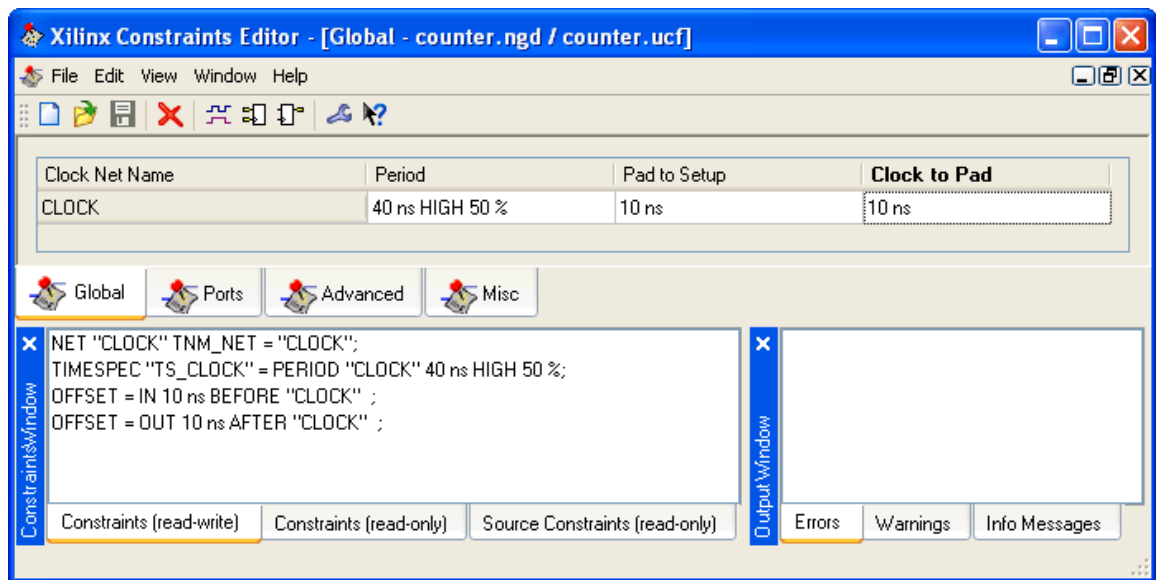 Xilinx Constraints Editor - [Global - counter.ngd / counter.ucf]
File Edit View Window Help
Clock Net Name Period Pad to Setup Clock to Pad
CLOCK 40 ns HIGH 50 % 10 ns 10 ns
Global Ports Advanced Misc
NET "CLOCK" TNM_NET = "CLOCK";
TIMESPEC "TS_CLOCK" = PERIOD "CLOCK" 40 ns HIGH 50 %;
OFFSET = IN 10 ns BEFORE "CLOCK"  ;
OFFSET = OUT 10 ns AFTER "CLOCK"  ;
ConstraintsWindow
Constraints (read-write) Constraints (read-only) Source Constraints (read-only)
Output Window
Errors Warnings Info Messages